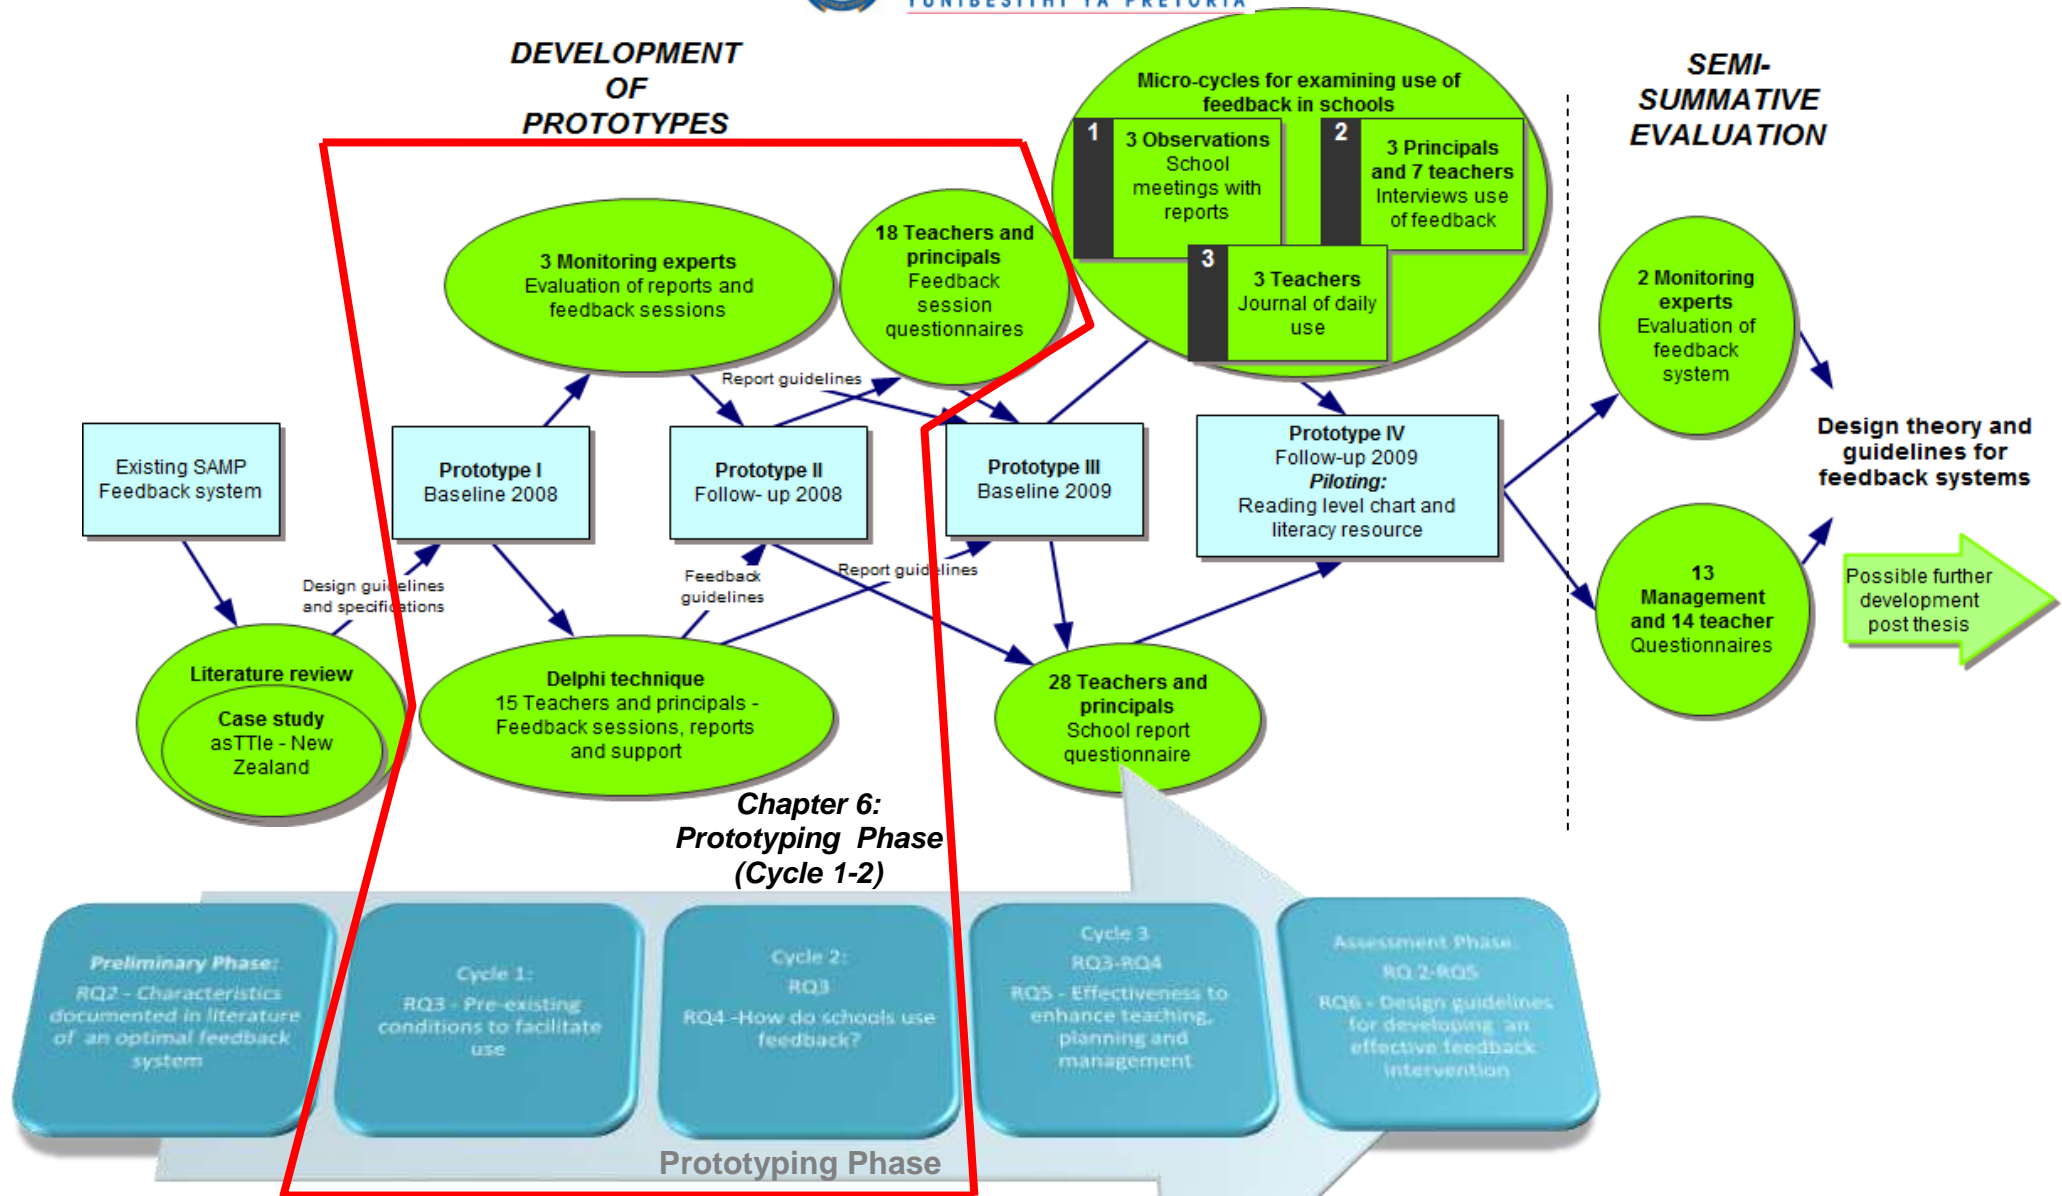 YUNIBESITHI YA PRETORIA
DEVELOPMENT
OF
PROTOTYPES
SEMI-
SUMMATIVE
EVALUATION
Micro-cycles for examining use of
feedback in schools
1
3 Observations
School
meetings with
reports
2
3 Principals
and 7 teachers
Interviews use
of feedback
3
3 Teachers
Journal of daily
use
3 Monitoring experts
Evaluation of reports and
feedback sessions
18 Teachers and
principals
Feedback
session
questionnaires
2 Monitoring
experts
Evaluation of
feedback
system
Report guidelines
Existing SAMP
Feedback system
Prototype I
Baseline 2008
Prototype II
Follow- up 2008
Prototype III
Baseline 2009
Prototype IV
Follow-up 2009
Piloting:
Reading level chart and
literacy resource
Design theory and
guidelines for
feedback systems
Design guidelines
and specifications
Feedback
guidelines
Report guidelines
Possible further
development
post thesis
13
Management
and 14 teacher
Questionnaires
Literature review
Case study
asTTle - New
Zealand
Delphi technique
15 Teachers and principals -
Feedback sessions, reports
and support
28 Teachers and
principals
School report
questionnaire
Chapter 6:
Prototyping Phase
(Cycle 1-2)
Preliminary Phase:
RQ2 - Characteristics
documented in literature
of an optimal feedback
system
Cycle 1:
RQ3 - Pre-existing
conditions to facilitate
use
Cycle 2:
RQ3
RQ4 -How do schools use
feedback?
Cycle 3
RQ3-RQ4
RQ5 - Effectiveness to
enhance teaching,
planning and
management
Assessment Phase:
RQ 2-RQ5
RQ6 - Design guidelines
for developing an
effective feedback
intervention
Prototyping Phase